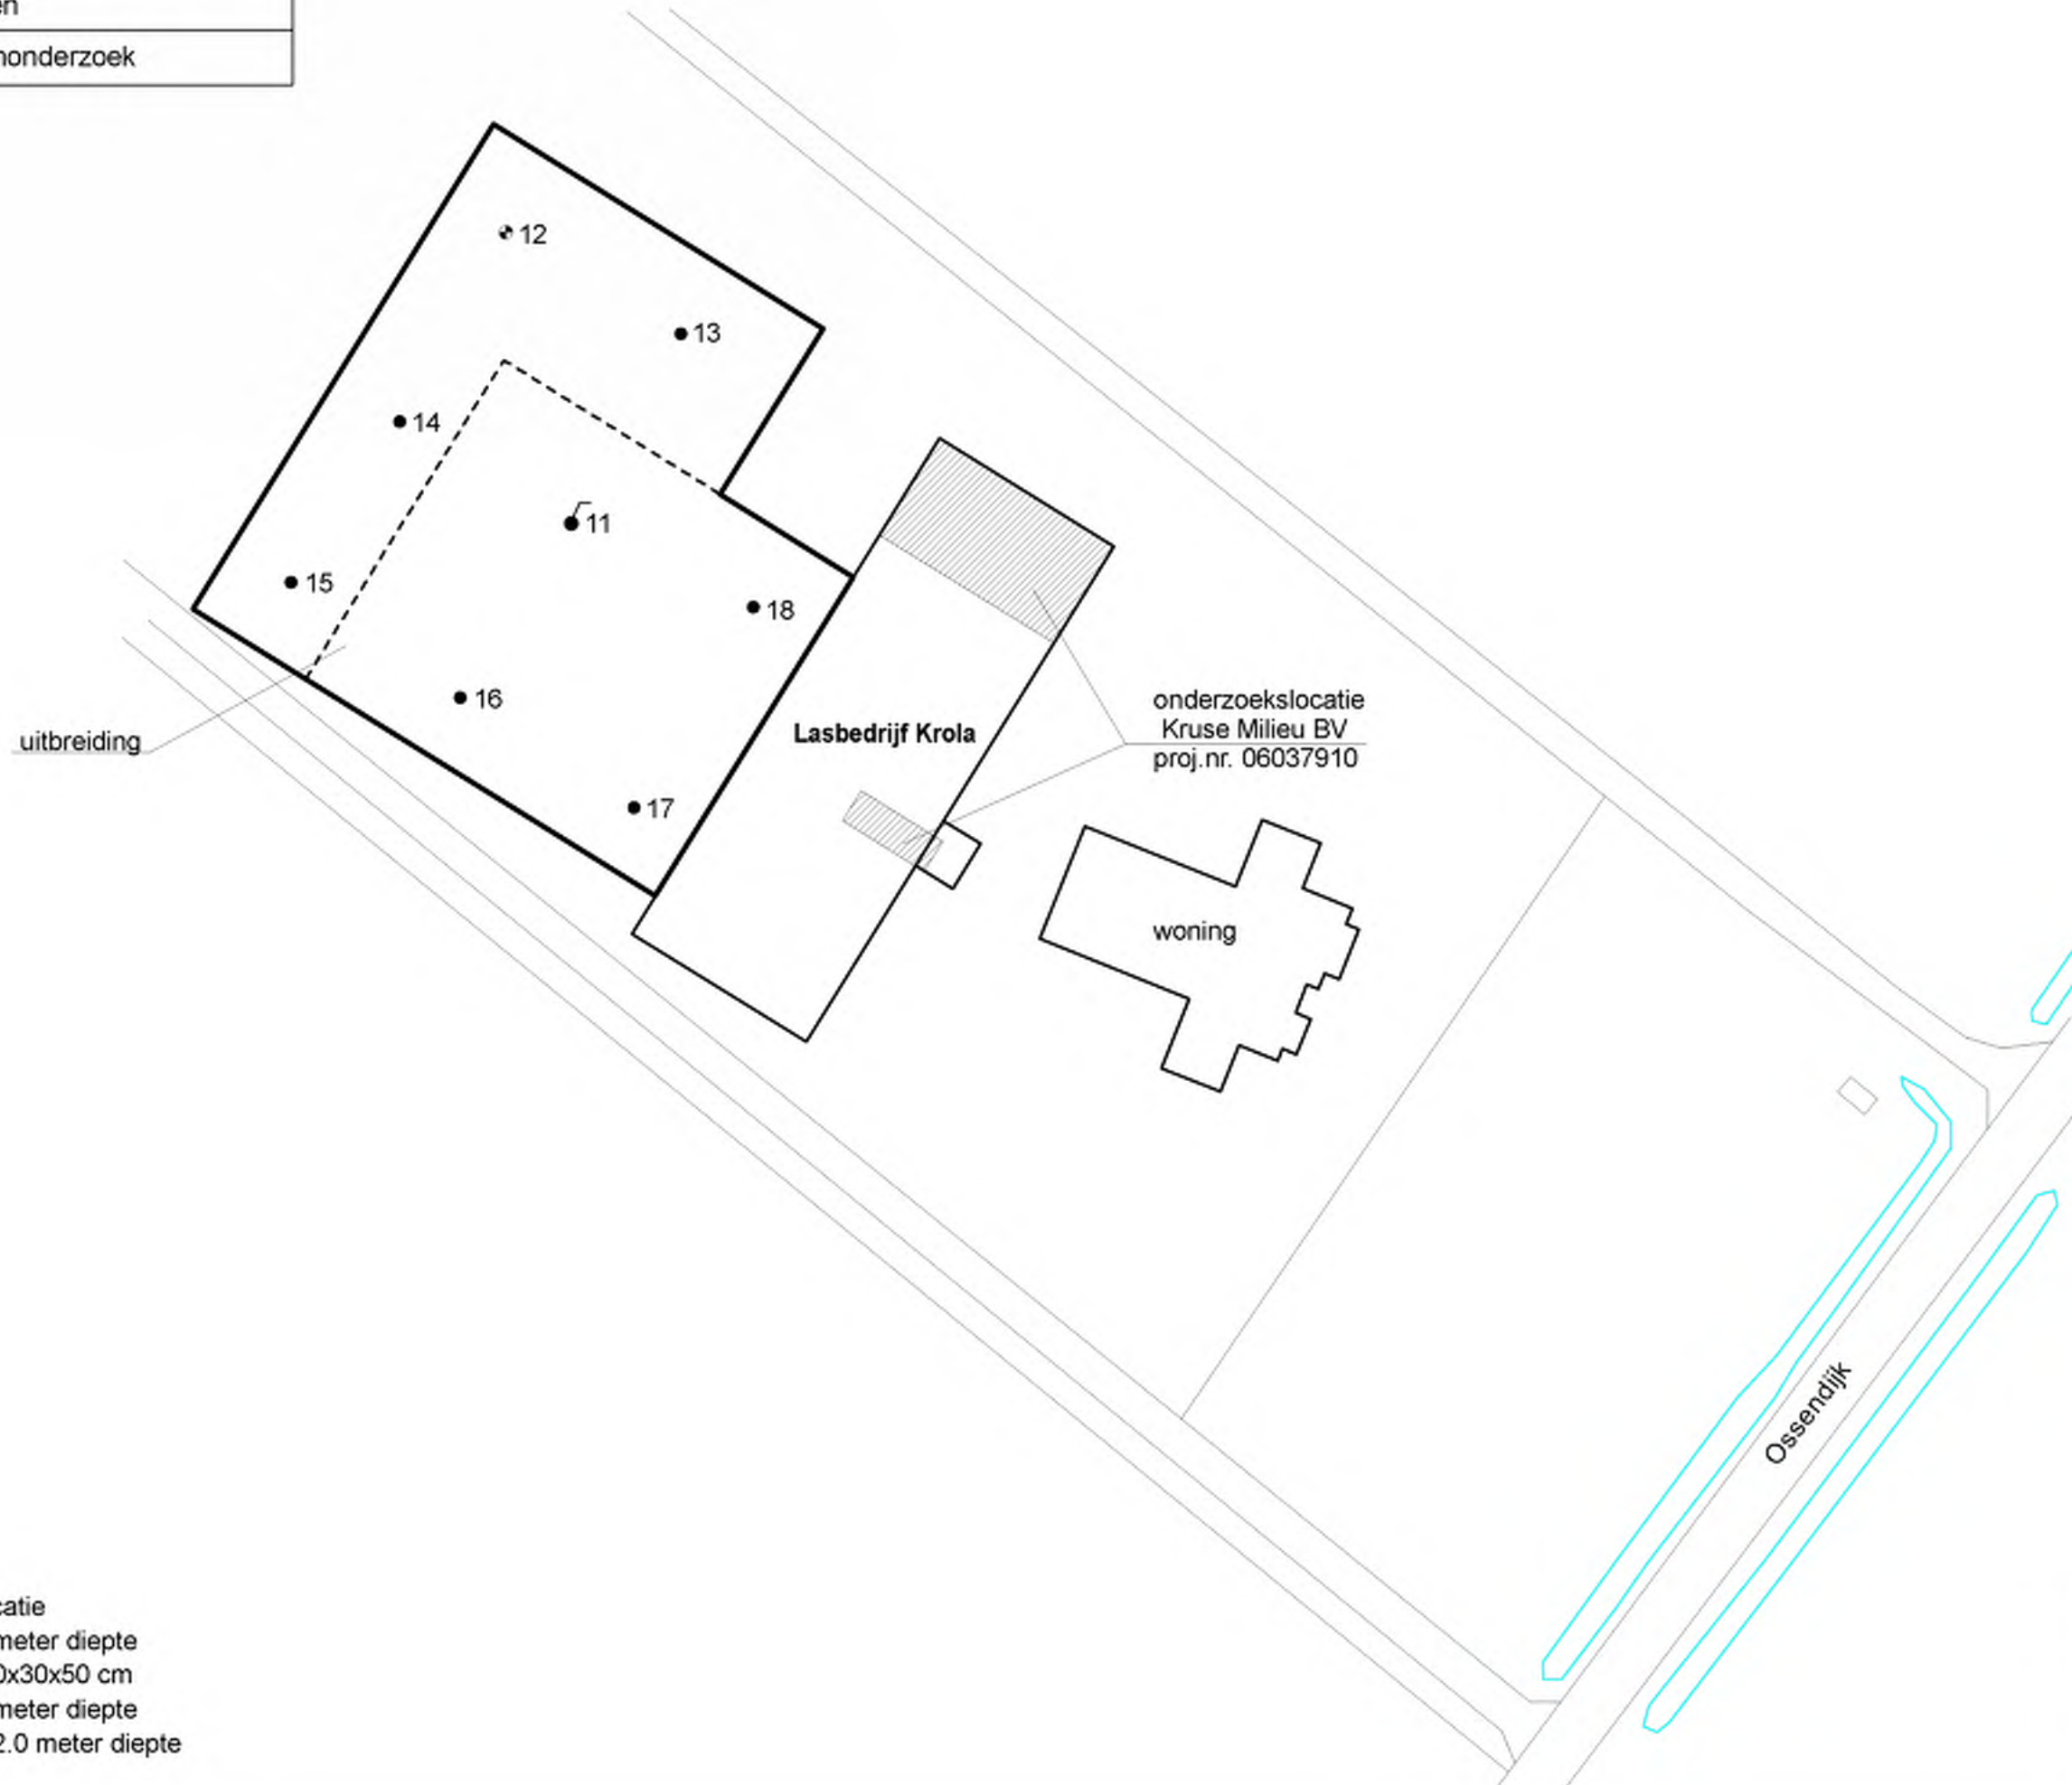 en
nonderzoek
12
13
14
11
15
18
16
uitbreiding
17
Lasbedrijf Krola
onderzoekslocatie
Kruse Milieu BV
proj.nr. 06037910
woning
Ossendijk
catie
meter diepte
0x30x50 cm
meter diepte
2.0 meter diepte